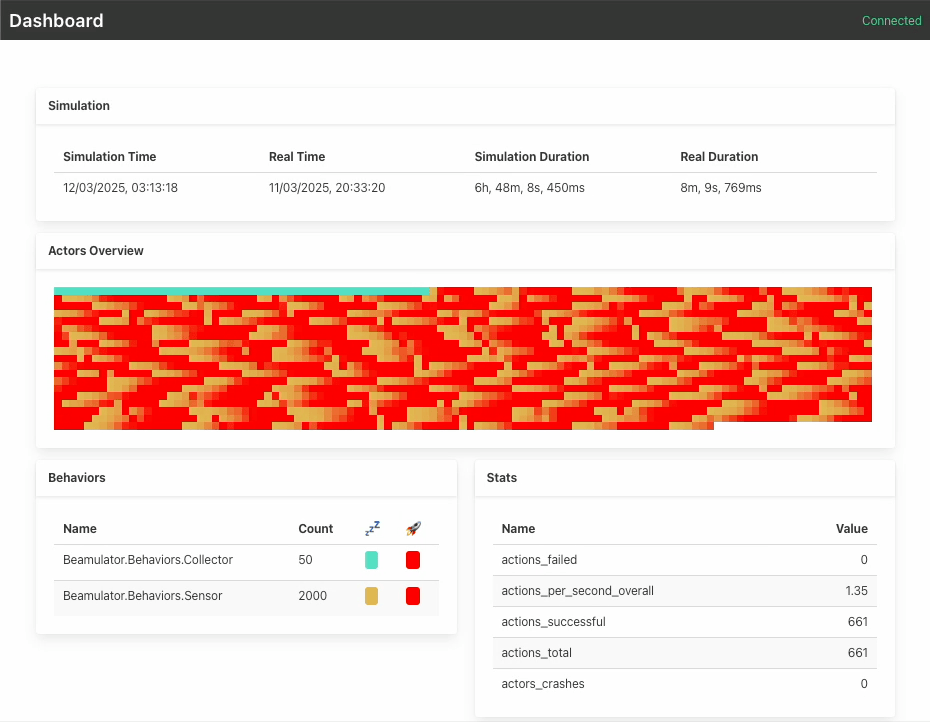 Dashboard Connected
Simulation
Simulation Time Real Time Simulation Duration Real Duration
12/03/2025, 03:13:18 11/03/2025, 20:33:20 6h, 48m, 8s, 450ms 8m, 9s, 769ms
Actors Overview
Behaviors
Name Count 💤 🚀
Beamulator.Behaviors.Collector 50
Beamulator.Behaviors.Sensor 2000
Stats
Name Value
actions_failed 0
actions_per_second_overall 1.35
actions_successful 661
actions_total 661
actors_crashes 0